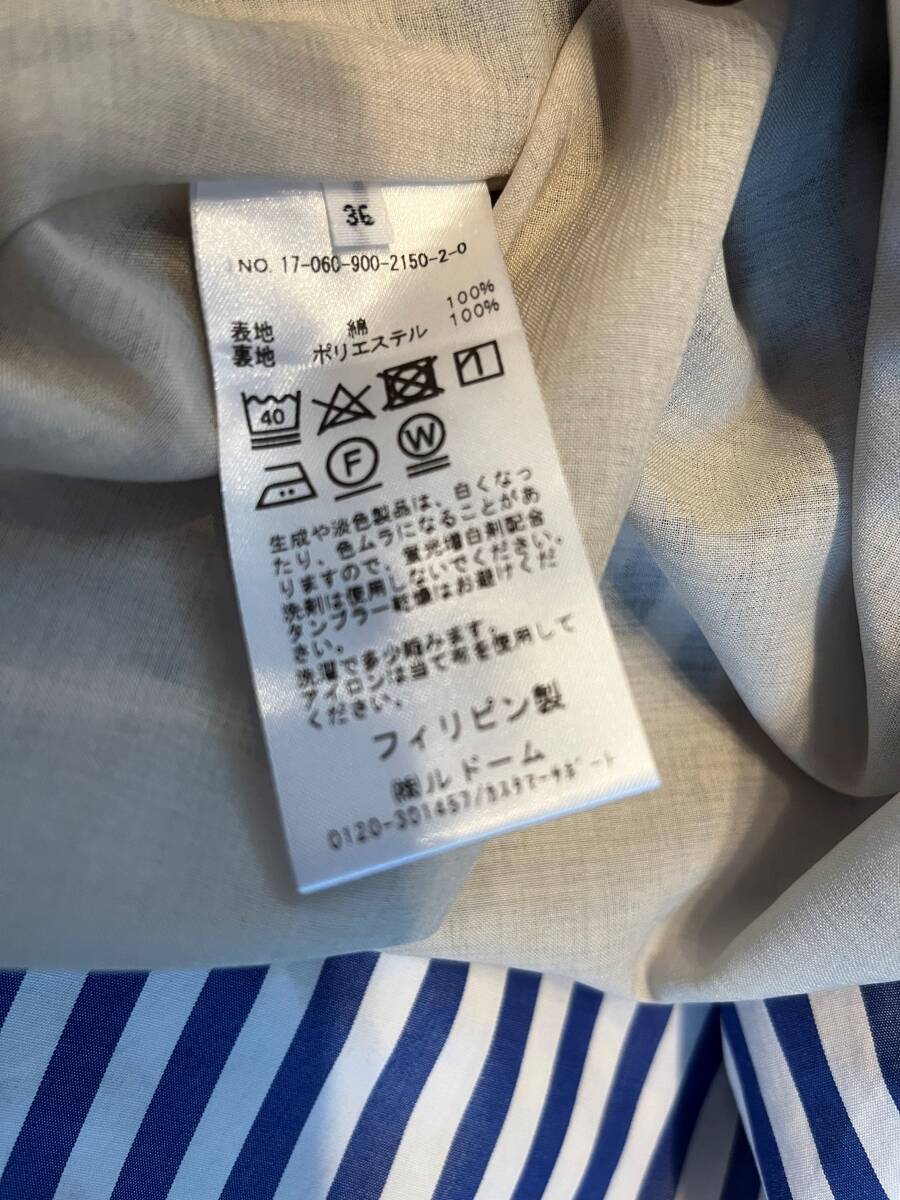 36
NO. 17-060-900-2150-2-0
表地 綿 100%
裏地 ポリエステル 100%
40
F W
生成や淡色製品は、白くなっ
たり、色ムラになることがあ
りますので、蛍光増白剤配合
洗剤は使用しないでください。
タンブラー乾燥はお避けくだ
さい。
洗濯で多少縮みます。
アイロンは当て布を使用して
ください。
フィリピン製
㈱ルドーム
0120-301457/ｶｽﾀﾏｰｻﾎﾟｰﾄ